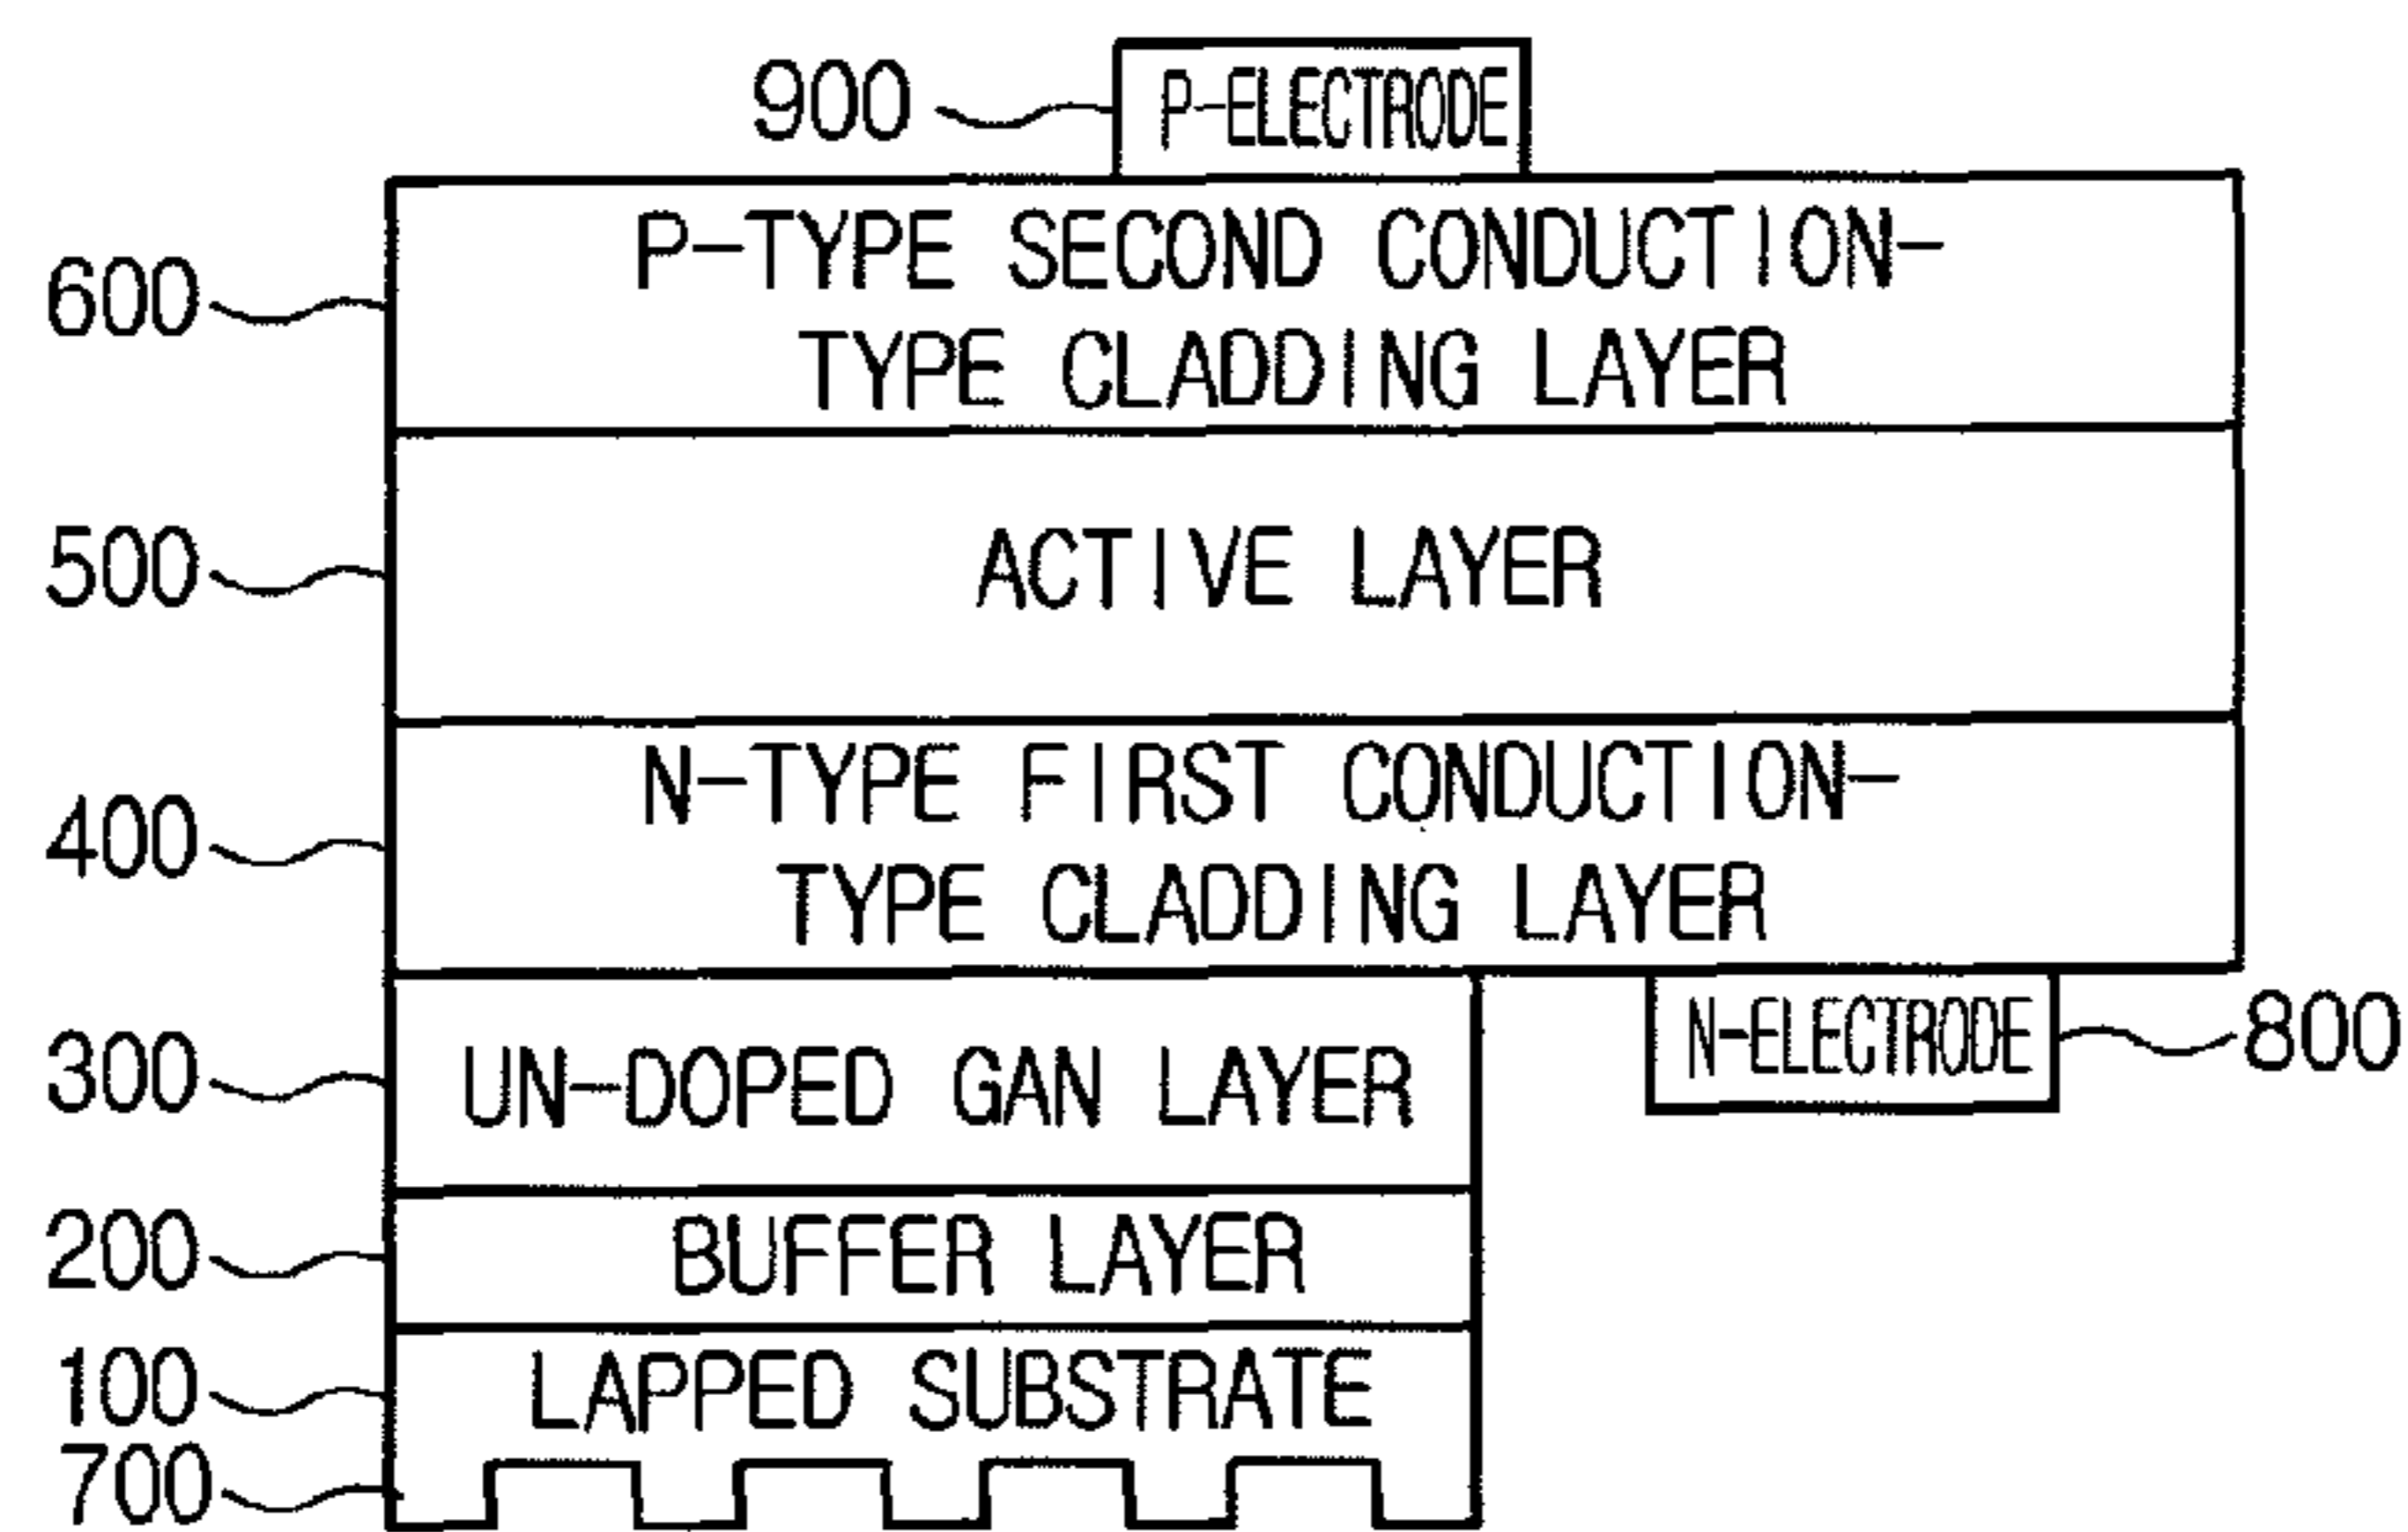 900
P-ELECTRODE
P-TYPE SECOND CONDUCTION-
600
TYPE CLADDING LAYER
500
ACTIVE LAYER
N-TYPE FIRST CONDUCTION-
400
TYPE CLADDING LAYER
300
UN-DOPED GAN LAYER
N-ELECTRODE
800
200
BUFFER LAYER
100
LAPPED SUBSTRATE
700